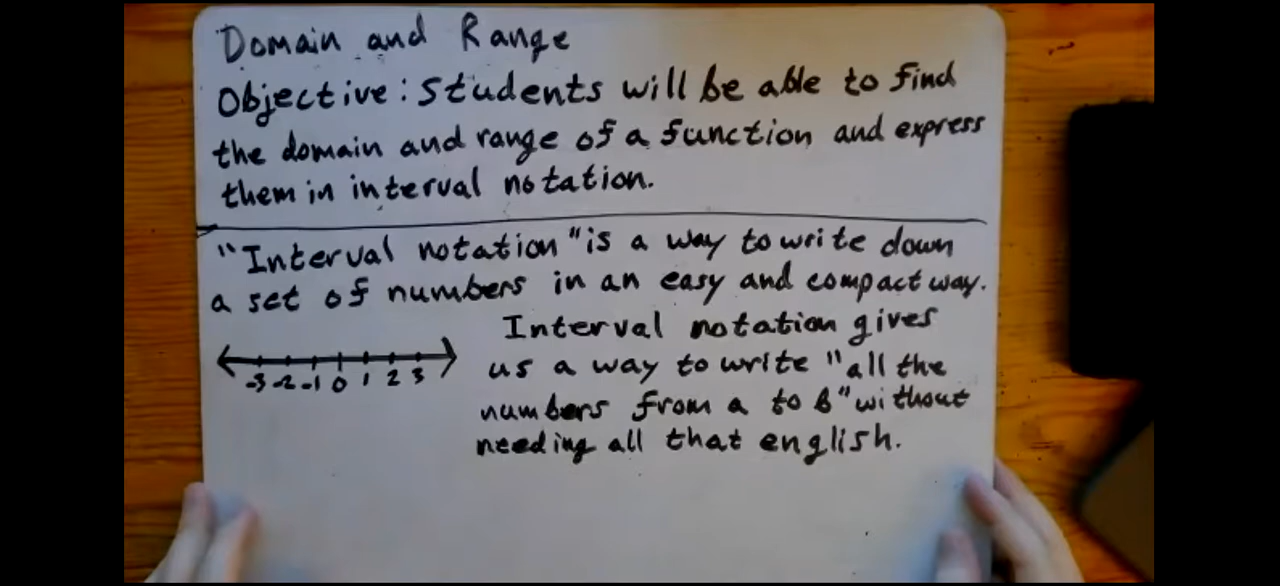 Domain and Range
Objective: Students will be able to find
the domain and range of a function and express
them in interval notation.
"Interval notation" is a way to write down
a set of numbers in an easy and compact way.
Interval notation gives
us a way to write "all the
numbers from a to b" without
needing all that english.
-3 -2 -1 0 1 2 3